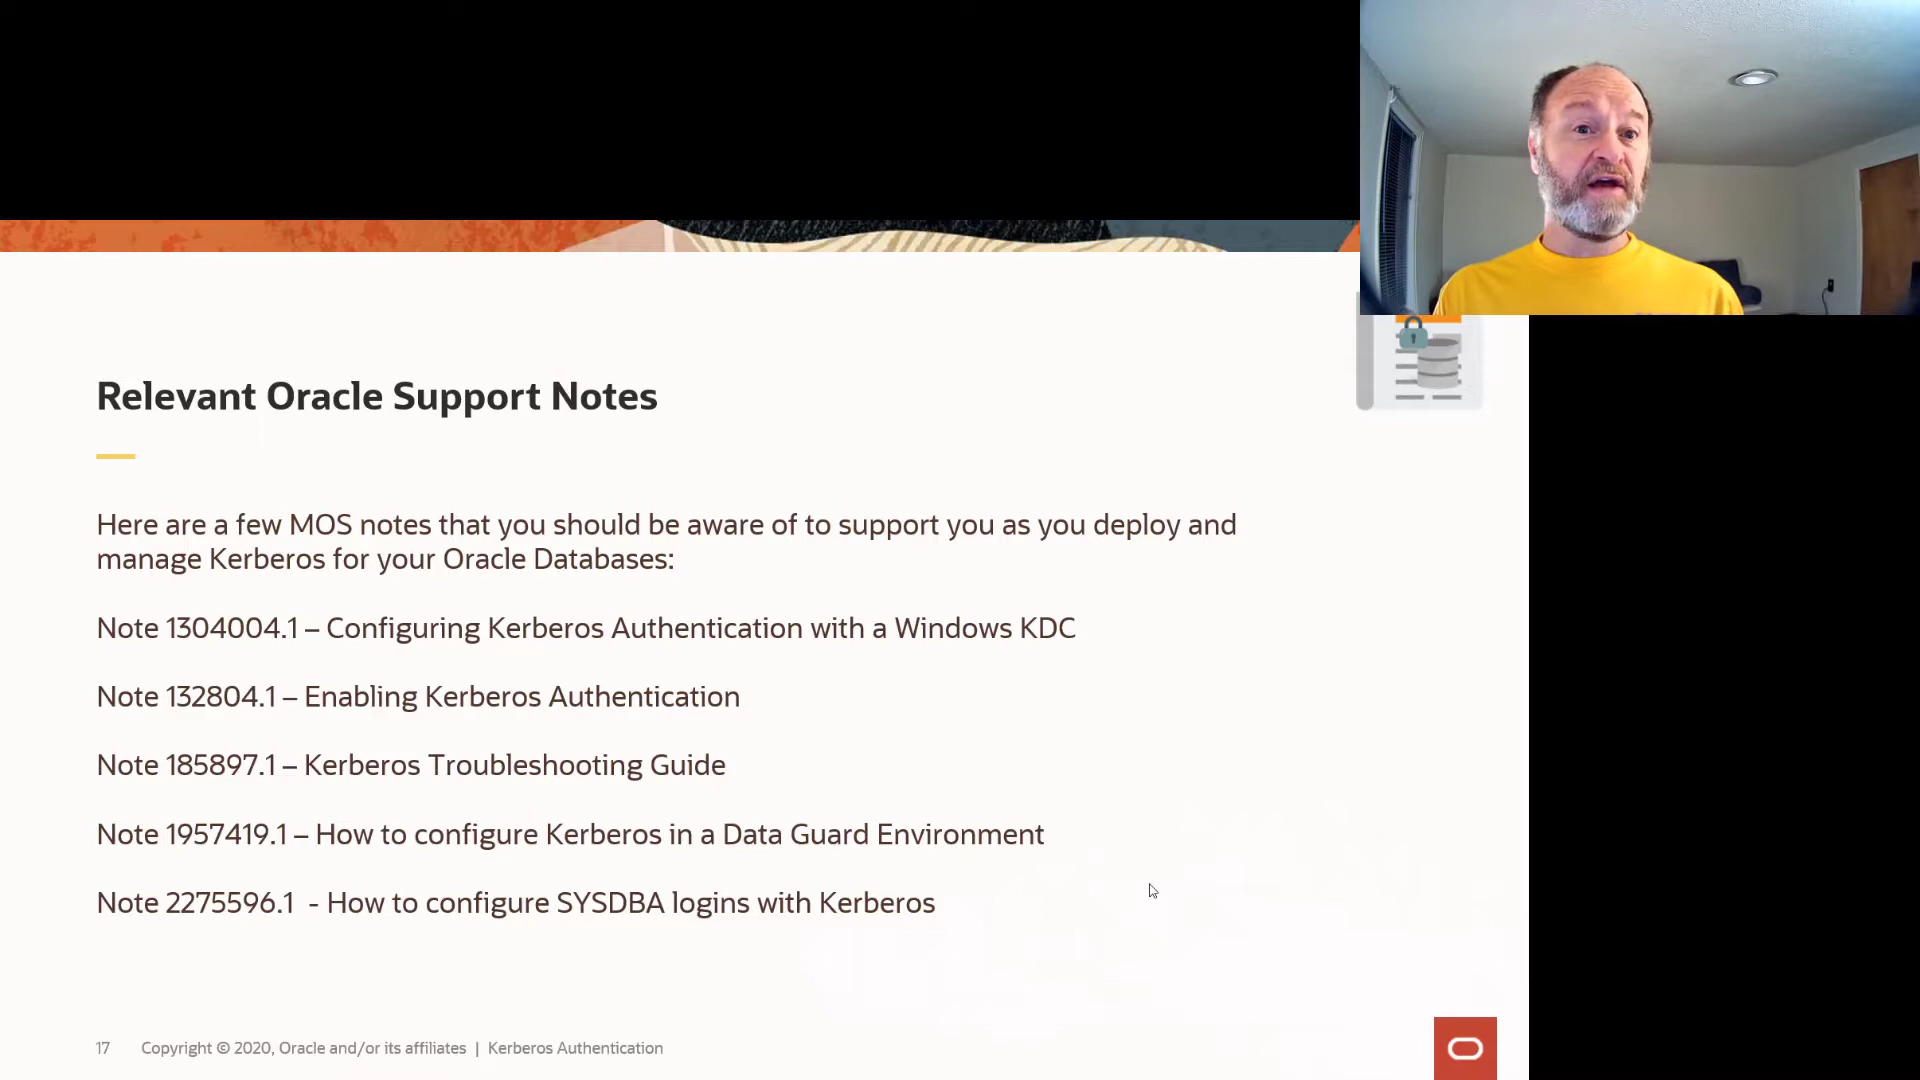 Relevant Oracle Support Notes
Here are a few MOS notes that you should be aware of to support you as you deploy and
manage Kerberos for your Oracle Databases:
Note 1304004.1 – Configuring Kerberos Authentication with a Windows KDC
Note 132804.1 – Enabling Kerberos Authentication
Note 185897.1 – Kerberos Troubleshooting Guide
Note 1957419.1 – How to configure Kerberos in a Data Guard Environment
Note 2275596.1 - How to configure SYSDBA logins with Kerberos
17 Copyright © 2020, Oracle and/or its affiliates | Kerberos Authentication